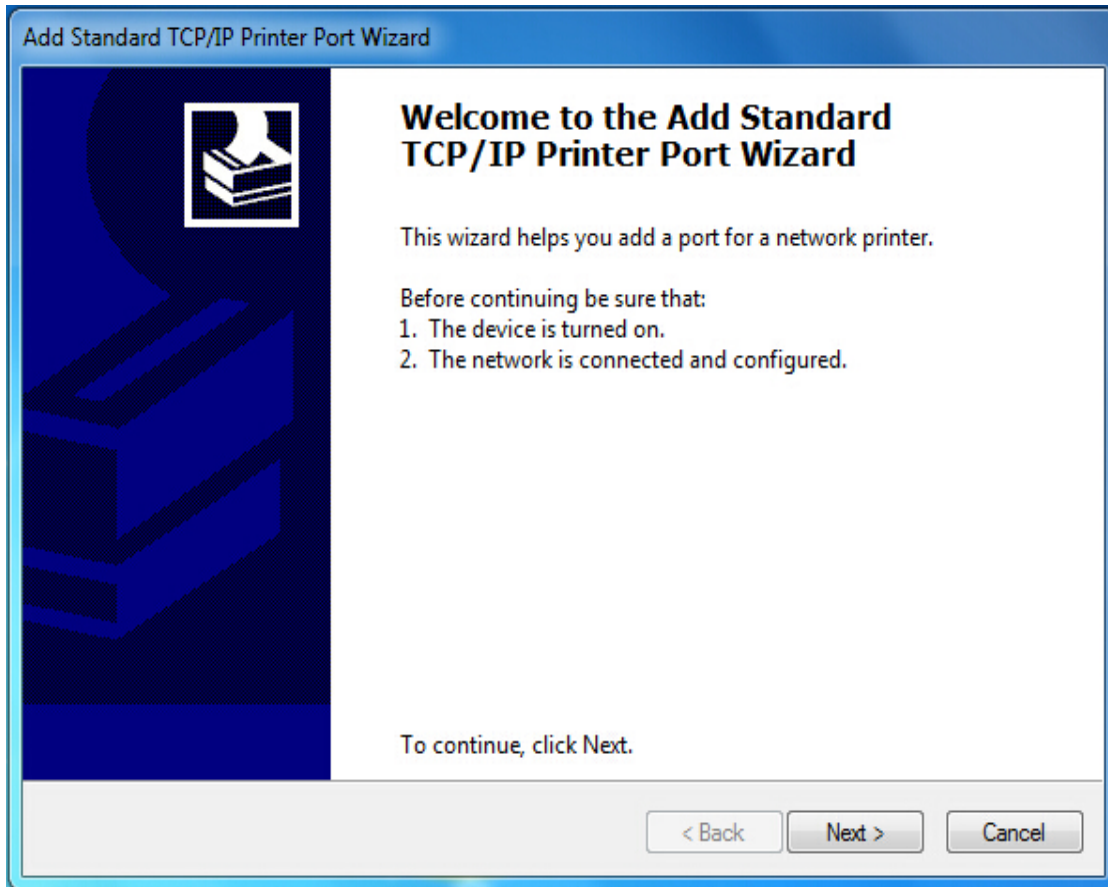 Add Standard TCP/IP Printer Port Wizard
Welcome to the Add Standard
TCP/IP Printer Port Wizard
This wizard helps you add a port for a network printer.
Before continuing be sure that:
1. The device is turned on.
2. The network is connected and configured.
To continue, click Next.
< Back Next > Cancel